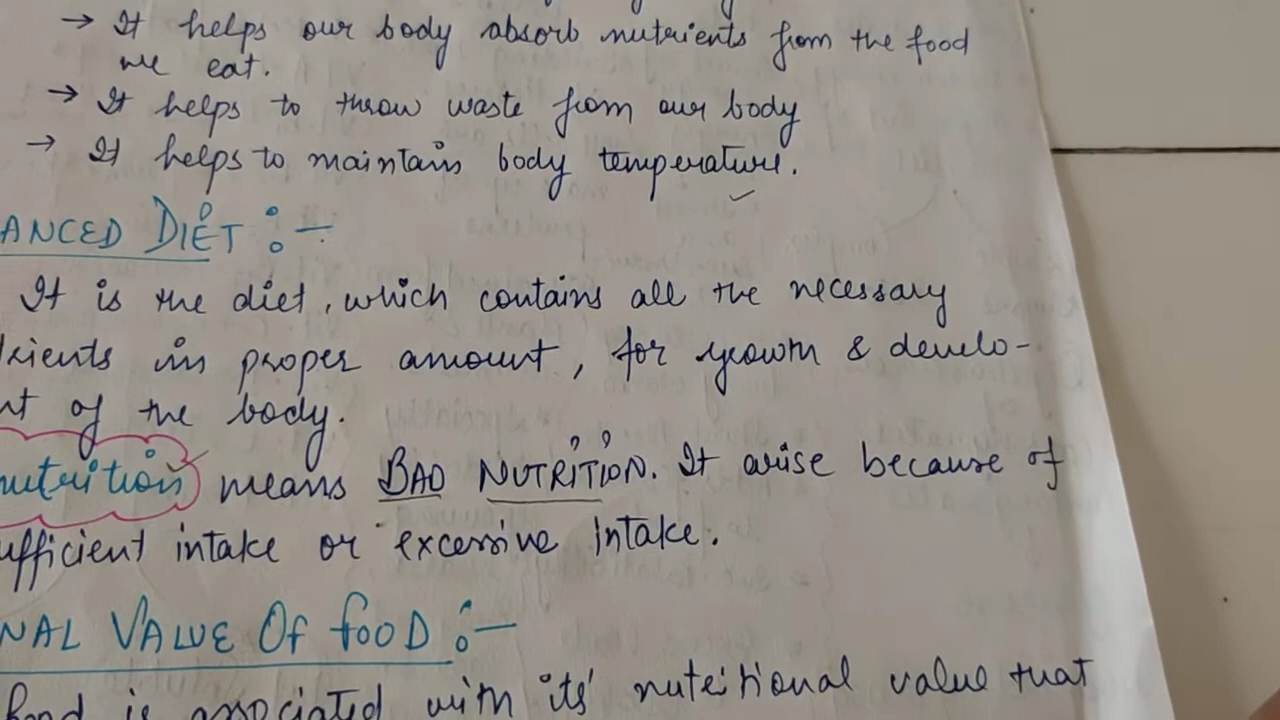 → It helps our body absorb nutrients from the food
we eat.
→ It helps to throw waste from our body
→ It helps to maintain body temperature.
ANCED DIET :-
It is the diet, which contains all the necessary
rients in proper amount, for growth & develo-
nt of the body.
nutrition means BAD NUTRITION. It arise because of
ufficient intake or excessive intake.
NAL VALUE OF FOOD :-
food is associated with its' nutritional value that